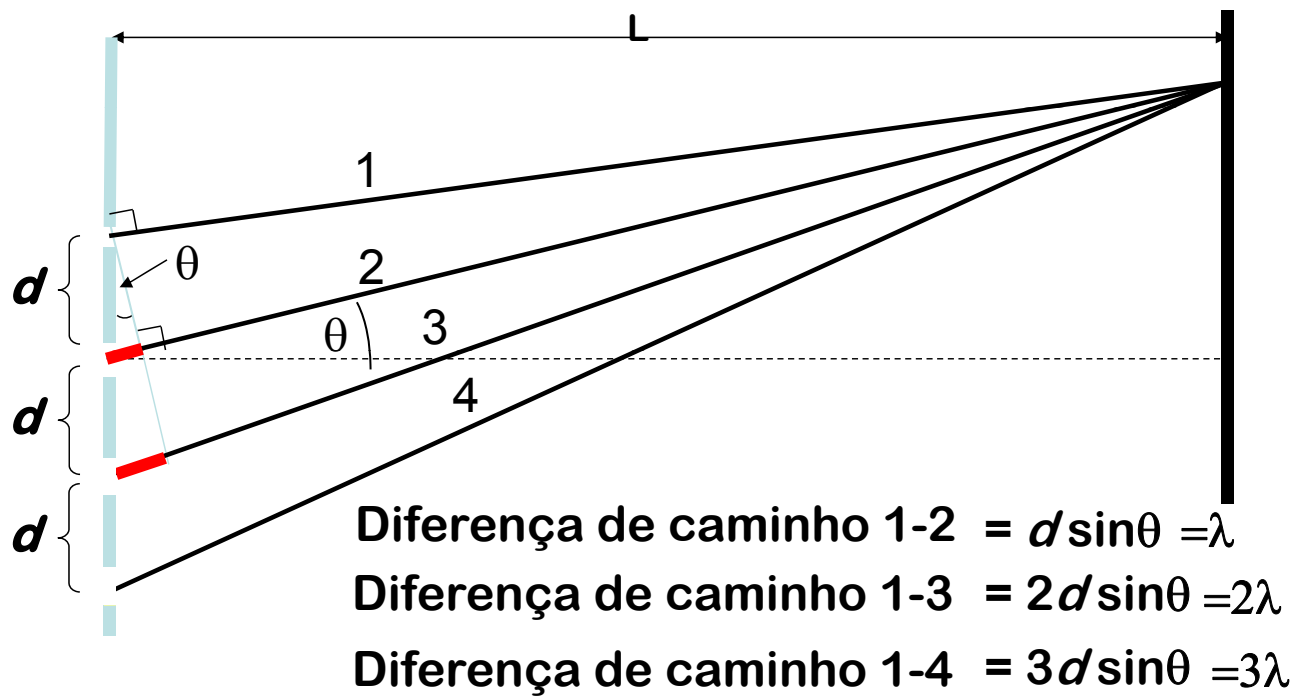 L
1
θ
d
2
θ
3
d
4
d
Diferença de caminho 1-2 = d sinθ =λ
Diferença de caminho 1-3 = 2d sinθ =2λ
Diferença de caminho 1-4 = 3d sinθ =3λ